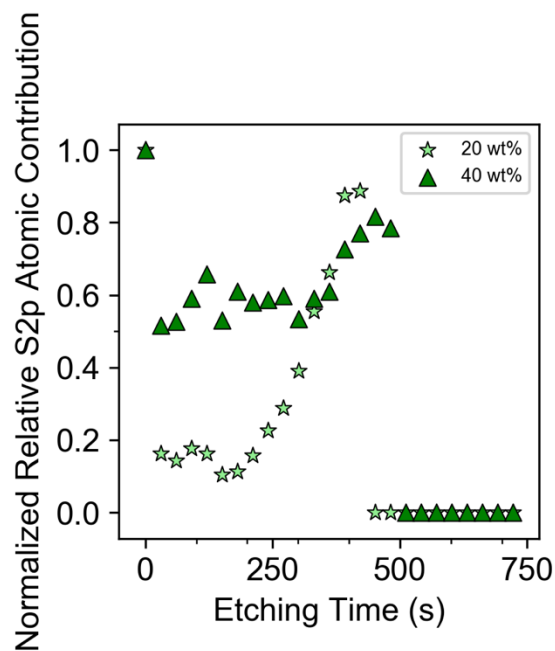 Normalized Relative S2p Atomic Contribution
1.0
0.8
0.6
0.4
0.2
0.0
20 wt%
40 wt%
0
250
500
750
Etching Time (s)